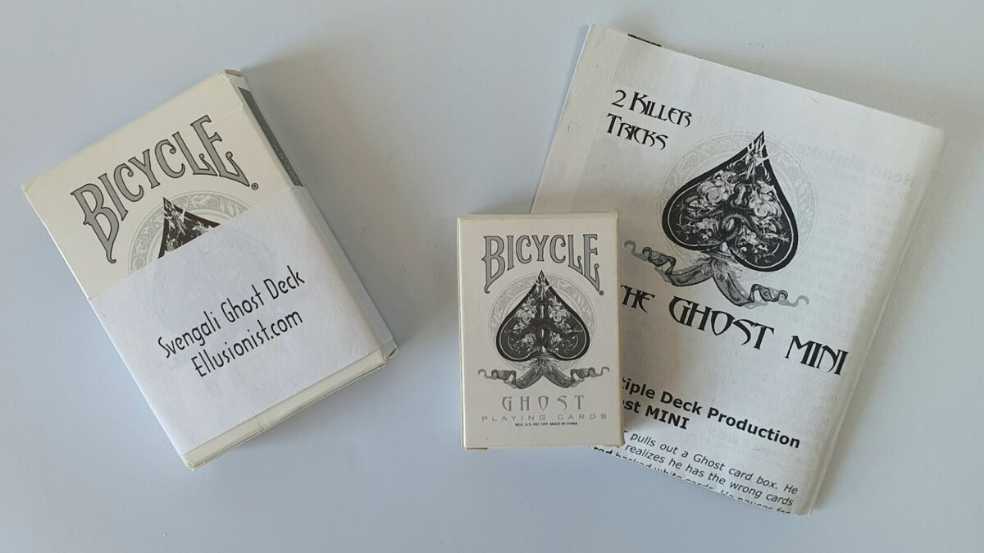 BICYCLE®
Svengali Ghost Deck
Ellusionist.com
BICYCLE®
GHOST
PLAYING CARDS
2 KILLER
TRICKS
THE GHOST MINI
Multiple Deck Production
MINI
pulls out a Ghost card box. He
realizes he has the wrong cards